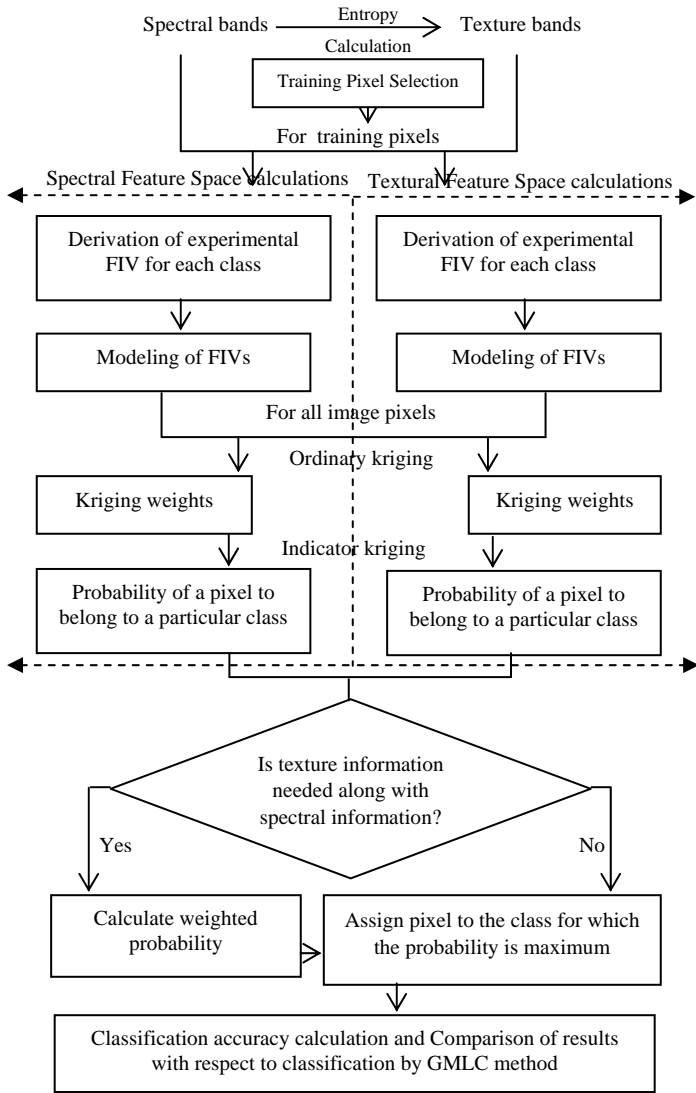 Spectral bands
Entropy
Texture bands
Calculation
Training Pixel Selection
For training pixels
Spectral Feature Space calculations
Textural Feature Space calculations
Derivation of experimental
FIV for each class
Derivation of experimental
FIV for each class
Modeling of FIVs
Modeling of FIVs
For all image pixels
Ordinary kriging
Kriging weights
Kriging weights
Indicator kriging
Probability of a pixel to
belong to a particular class
Probability of a pixel to
belong to a particular class
Is texture information
needed along with
spectral information?
Yes
No
Calculate weighted
probability
Assign pixel to the class for which
the probability is maximum
Classification accuracy calculation and Comparison of results
with respect to classification by GMLC method